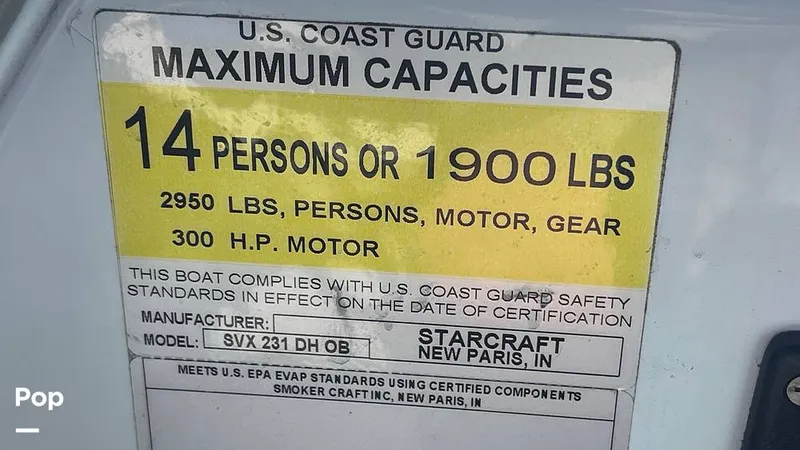 U.S. COAST GUARD
MAXIMUM CAPACITIES
14 PERSONS OR 1900 LBS
2950 LBS, PERSONS, MOTOR, GEAR
300 H.P. MOTOR
THIS BOAT COMPLIES WITH U.S. COAST GUARD SAFETY
STANDARDS IN EFFECT ON THE DATE OF CERTIFICATION
MANUFACTURER:
MODEL: SVX 231 DH OB
STARCRAFT
NEW PARIS, IN
MEETS U.S. EPA EVAP STANDARDS USING CERTIFIED COMPONENTS
SMOKER CRAFT INC, NEW PARIS, IN
Pop